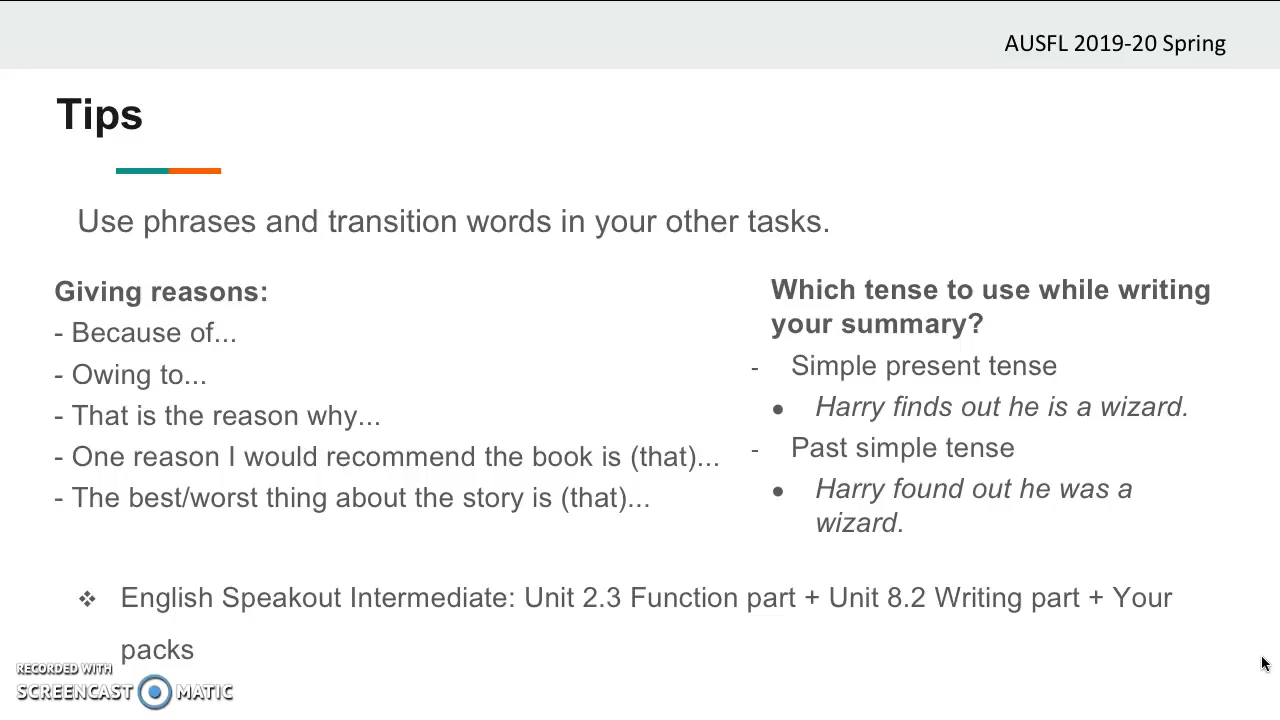 AUSFL 2019-20 Spring
Tips
Use phrases and transition words in your other tasks.
Giving reasons:
- Because of...
- Owing to...
- That is the reason why...
- One reason I would recommend the book is (that)...
- The best/worst thing about the story is (that)...
Which tense to use while writing
your summary?
- Simple present tense
● Harry finds out he is a wizard.
- Past simple tense
● Harry found out he was a
wizard.
❖ English Speakout Intermediate: Unit 2.3 Function part + Unit 8.2 Writing part + Your
packs
RECORDED WITH
SCREENCAST MATIC